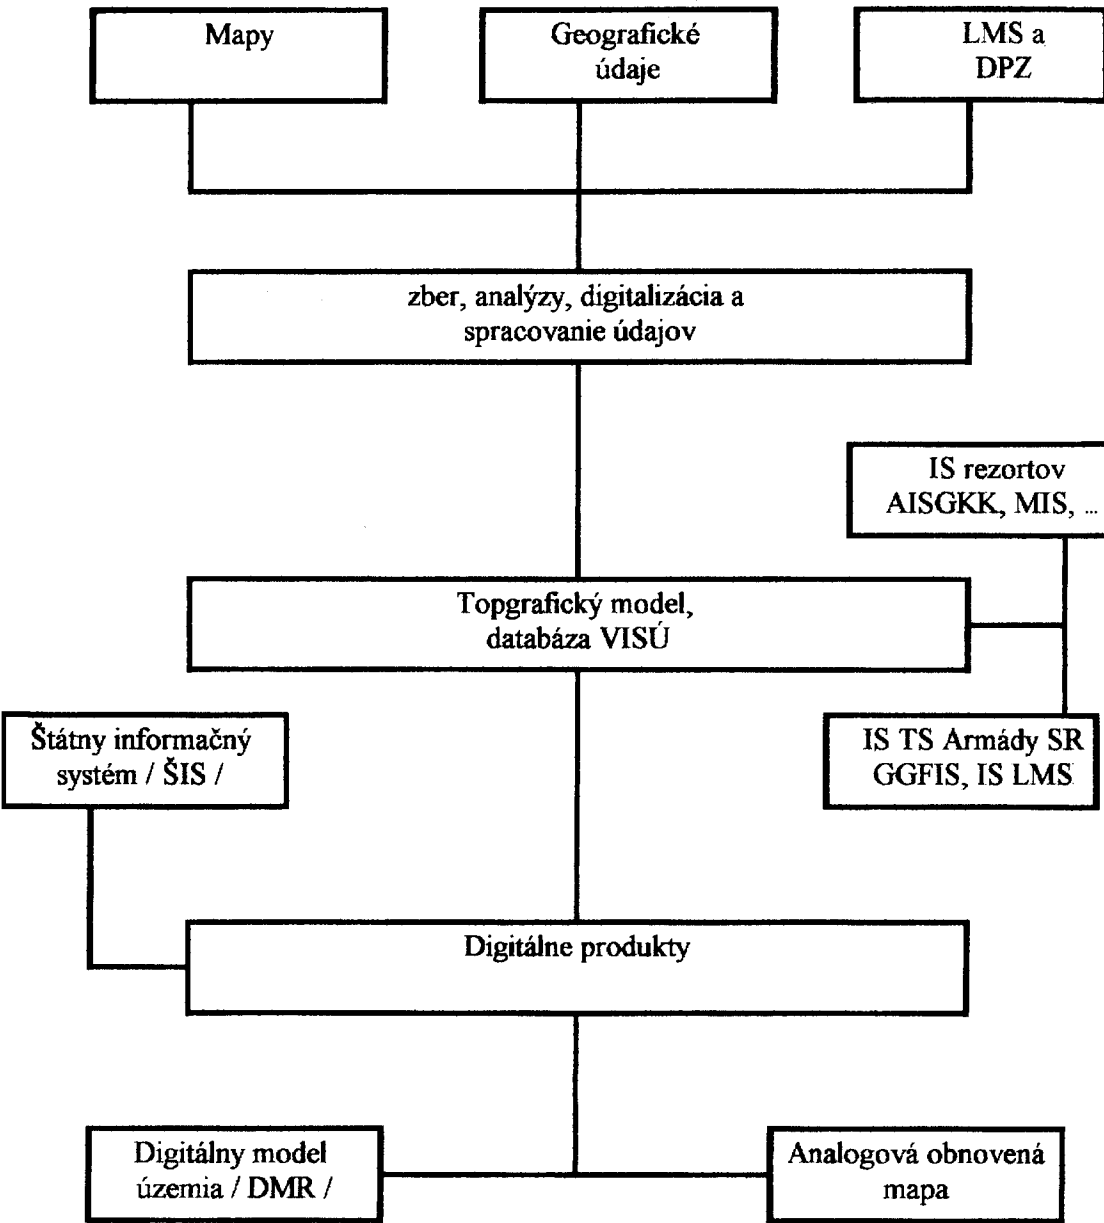 Mapy
Geografické
údaje
LMS a
DPZ
zber, analýzy, digitalizácia a
spracovanie údajov
IS rezortov
AISGKK, MIS, ...
Topgrafický model,
databáza VISÚ
Štátny informačný
systém / ŠIS /
IS TS Armády SR
GGFIS, IS LMS
Digitálne produkty
Digitálny model
územia / DMR /
Analogová obnovená
mapa